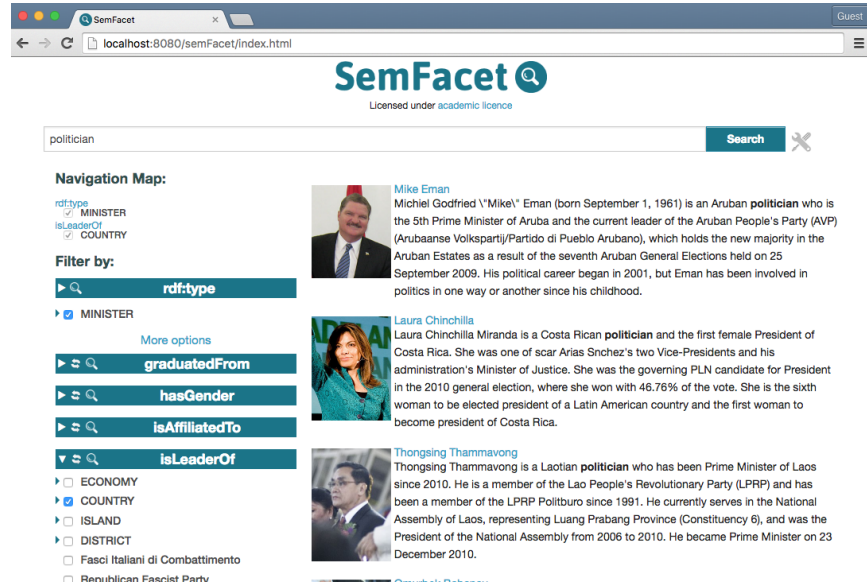 SemFacet
Guest
localhost:8080/semFacet/index.html
SemFacet
Licensed under academic licence
politician
Search
Navigation Map:
rdf:type
MINISTER
isLeaderOf
COUNTRY
Filter by:
rdf:type
MINISTER
More options
graduatedFrom
hasGender
isAffiliatedTo
isLeaderOf
ECONOMY
COUNTRY
ISLAND
DISTRICT
Fasci Italiani di Combattimento
Republican Fascist Party
Mike Eman
Michiel Godfried \"Mike\" Eman (born September 1, 1961) is an Aruban politician who is
the 5th Prime Minister of Aruba and the current leader of the Aruban People's Party (AVP)
(Arubaanse Volkspartij/Partido di Pueblo Arubano), which holds the new majority in the
Aruban Estates as a result of the seventh Aruban General Elections held on 25
September 2009. His political career began in 2001, but Eman has been involved in
politics in one way or another since his childhood.
Laura Chinchilla
Laura Chinchilla Miranda is a Costa Rican politician and the first female President of
Costa Rica. She was one of scar Arias Snchez's two Vice-Presidents and his
administration's Minister of Justice. She was the governing PLN candidate for President
in the 2010 general election, where she won with 46.76% of the vote. She is the sixth
woman to be elected president of a Latin American country and the first woman to
become president of Costa Rica.
Thongsing Thammavong
Thongsing Thammavong is a Laotian politician who has been Prime Minister of Laos
since 2010. He is a member of the Lao People's Revolutionary Party (LPRP) and has
been a member of the LPRP Politburo since 1991. He currently serves in the National
Assembly of Laos, representing Luang Prabang Province (Constituency 6), and was the
President of the National Assembly from 2006 to 2010. He became Prime Minister on 23
December 2010.